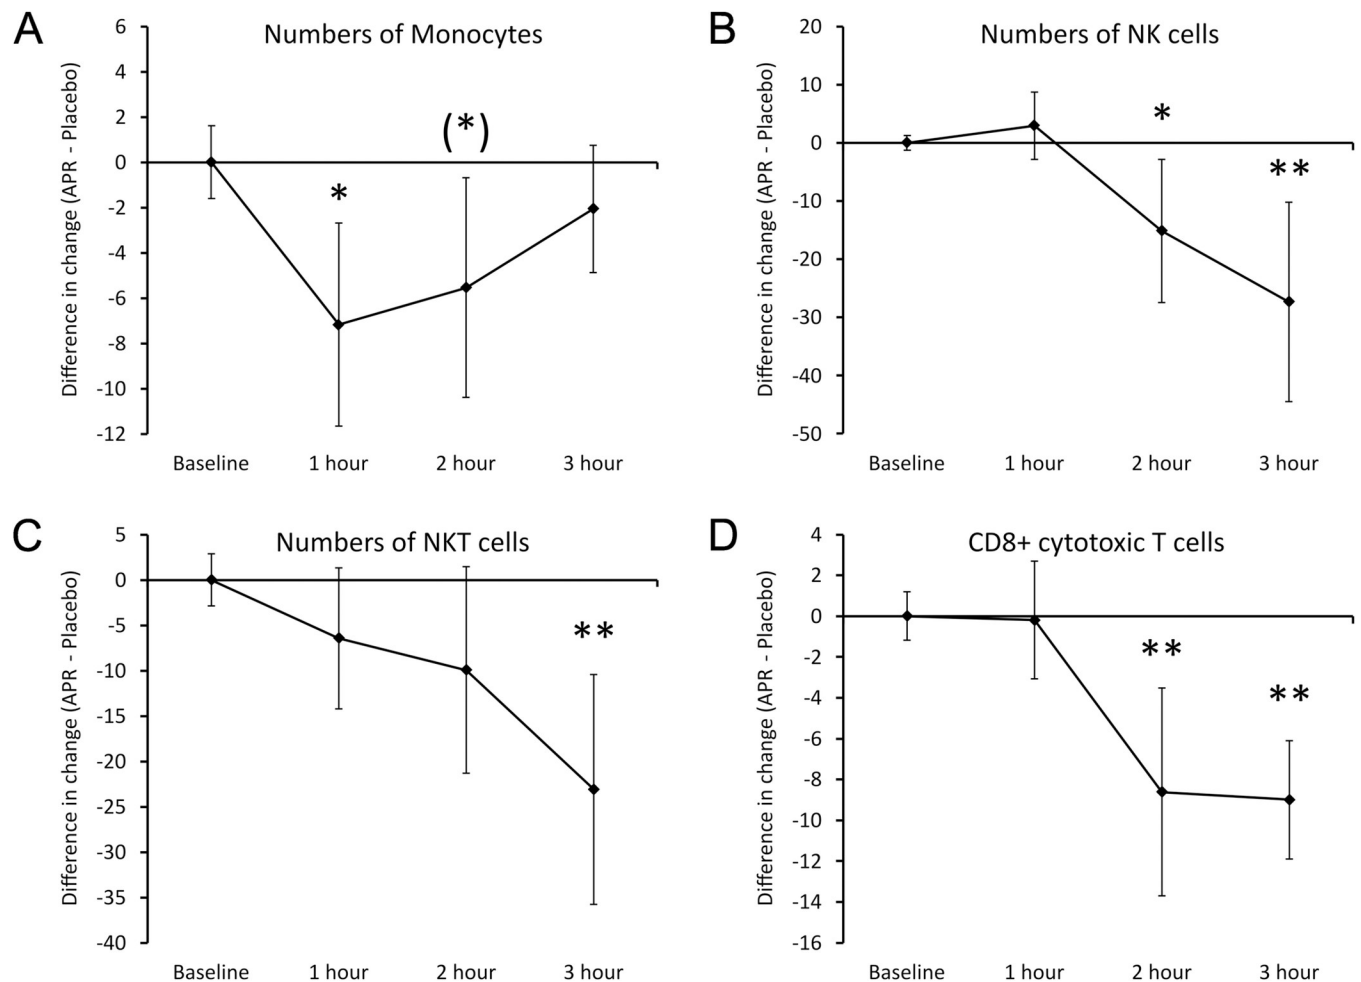 A
Numbers of Monocytes
Difference in change (APR - Placebo)
6
4
2
0
-2
-4
-6
-8
-10
-12
*
(*)
Baseline 1 hour 2 hour 3 hour
B
Numbers of NK cells
Difference in change (APR - Placebo)
20
10
0
-10
-20
-30
-40
-50
*
**
Baseline 1 hour 2 hour 3 hour
C
Numbers of NKT cells
Difference in change (APR - Placebo)
5
0
-5
-10
-15
-20
-25
-30
-35
-40
**
Baseline 1 hour 2 hour 3 hour
D
CD8+ cytotoxic T cells
Difference in change (APR - Placebo)
4
2
0
-2
-4
-6
-8
-10
-12
-14
-16
**
**
Baseline 1 hour 2 hour 3 hour